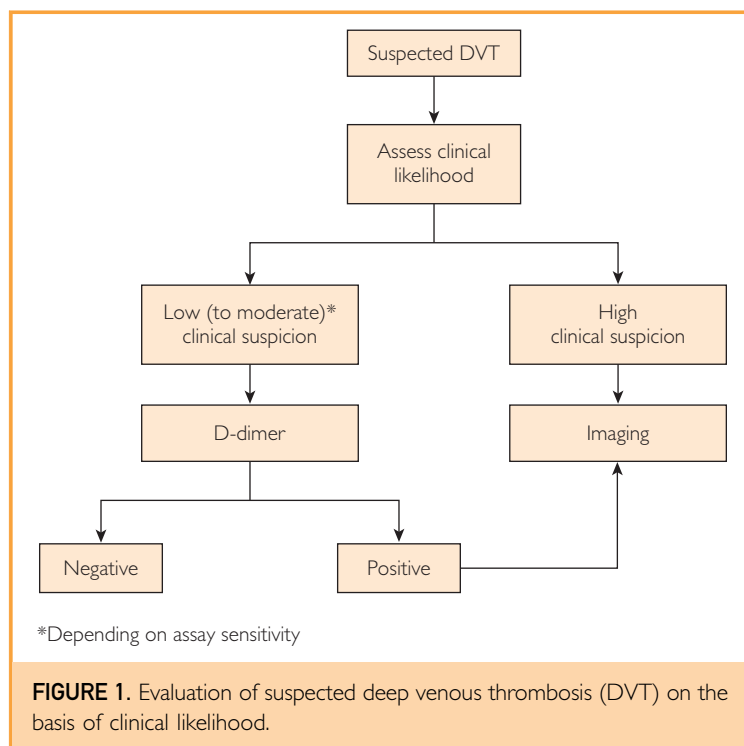 Suspected DVT
Assess clinical
likelihood
Low (to moderate)*
clinical suspicion
High
clinical suspicion
D-dimer
Imaging
Negative
Positive
*Depending on assay sensitivity
FIGURE 1. Evaluation of suspected deep venous thrombosis (DVT) on the
basis of clinical likelihood.